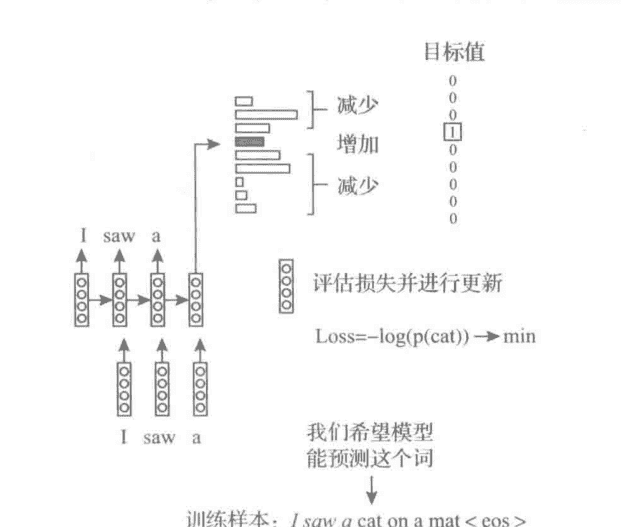 目标值
0
0
0
1
0
0
0
0
0
减少
增加
减少
I saw a
评估损失并进行更新
Loss=-log(p(cat)) → min
I saw a
我们希望模型
能预测这个词
训练样本: I saw a cat on a mat < eos >